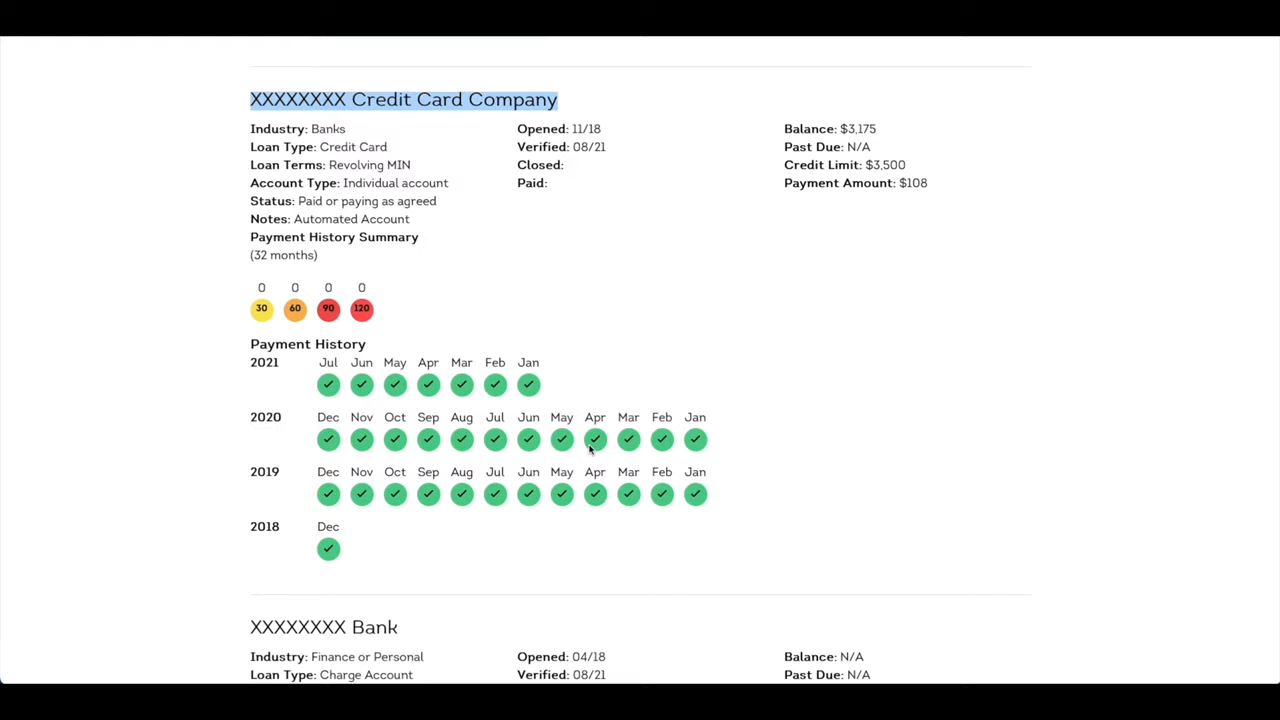 XXXXXXXX Credit Card Company
Industry: Banks Opened: 11/18 Balance: $3,175
Loan Type: Credit Card Verified: 08/21 Past Due: N/A
Loan Terms: Revolving MIN Closed: Credit Limit: $3,500
Account Type: Individual account Paid: Payment Amount: $108
Status: Paid or paying as agreed
Notes: Automated Account
Payment History Summary
(32 months)
0 0 0 0
30 60 90 120
Payment History
2021 Jul Jun May Apr Mar Feb Jan
2020 Dec Nov Oct Sep Aug Jul Jun May Apr Mar Feb Jan
2019 Dec Nov Oct Sep Aug Jul Jun May Apr Mar Feb Jan
2018 Dec
XXXXXXXX Bank
Industry: Finance or Personal Opened: 04/18 Balance: N/A
Loan Type: Charge Account Verified: 08/21 Past Due: N/A